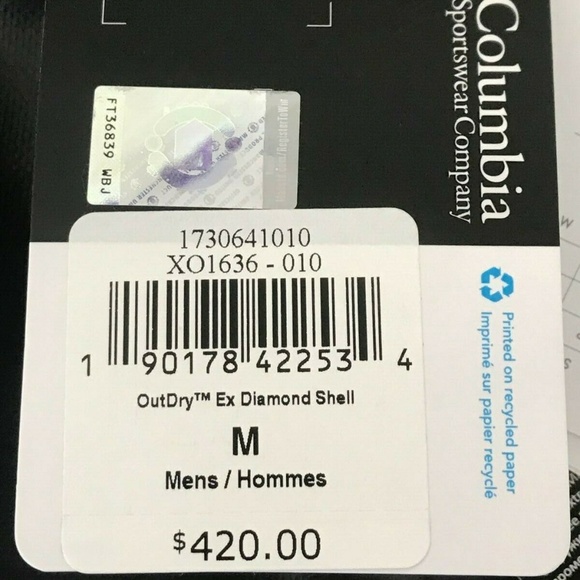 Columbia
Sportswear Company
FT36839 WBJ
1730641010
XO1636 - 010
1 90178 42253 4
OutDry™ Ex Diamond Shell
M
Mens / Hommes
$420.00
Printed on recycled paper
Imprimé sur papier recyclé